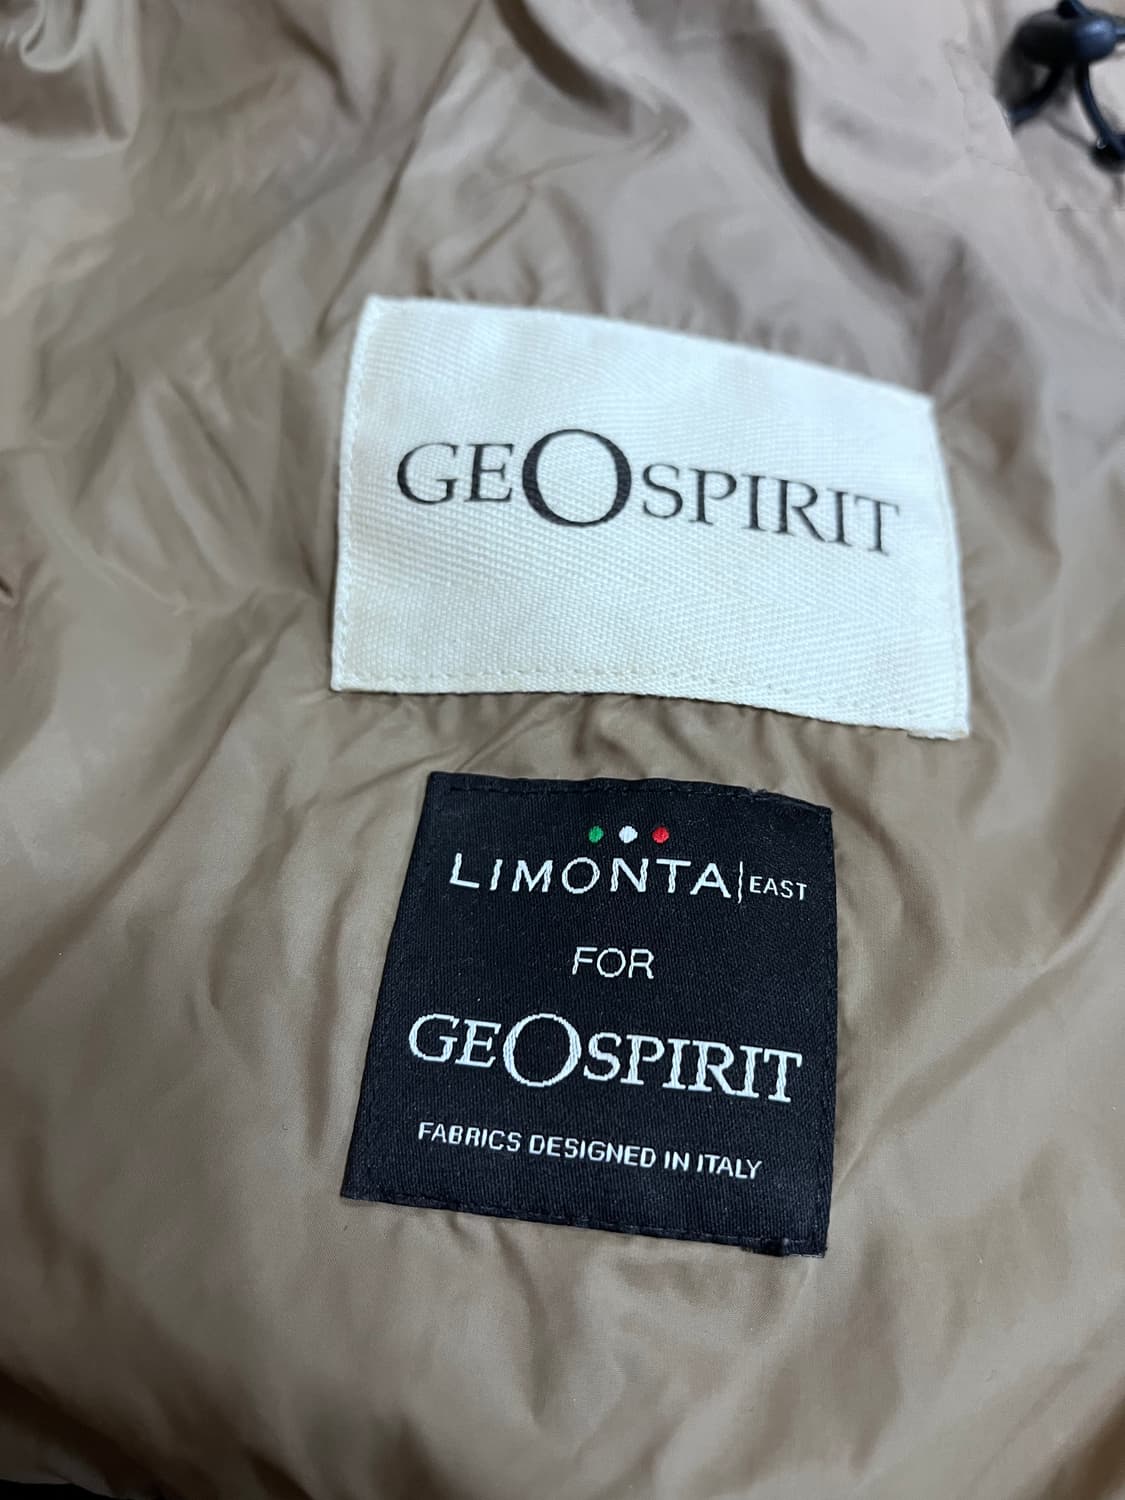 GEOSPIRIT
LIMONTA|EAST
FOR
GEOSPIRIT
FABRICS DESIGNED IN ITALY